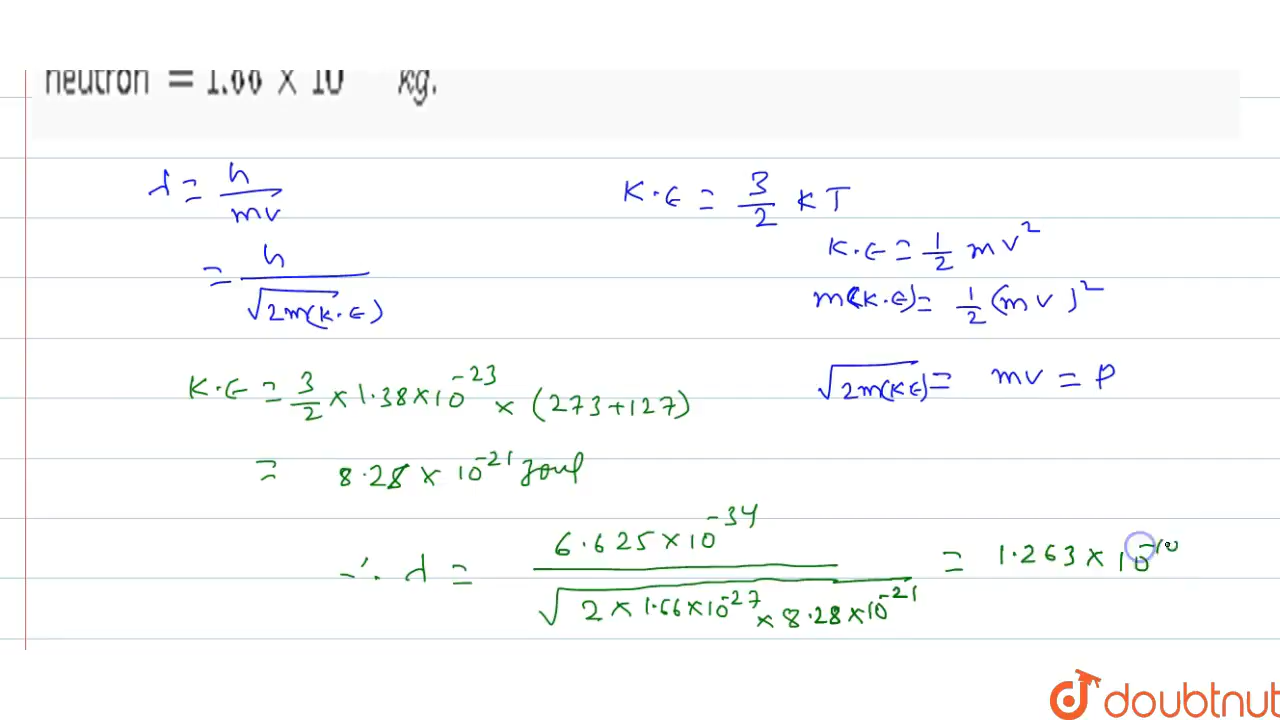 neutron = 1.66 × 10 kg.
λ = h / mv
K·E = 3/2 KT
K·E = 1/2 mv²
= h / √2m(K·E)
m(K·E) = 1/2 (mv)²
√2m(KE) = mv = P
K·E = 3/2 × 1.38 × 10⁻²³ × (273+127)
= 8.28 × 10⁻²¹ Joul
∴ λ = 6.625 × 10⁻³⁴ / √2 × 1.66 × 10⁻²⁷ × 8.28 × 10⁻²¹ = 1.263 × 10⁻¹⁰
doubtnut